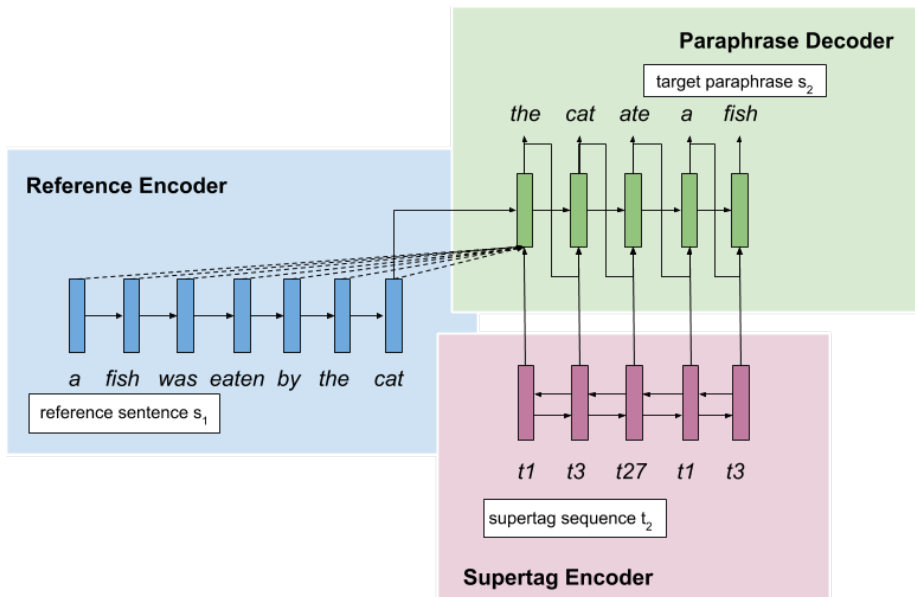 Paraphrase Decoder
target paraphrase s2
the cat ate a fish
Reference Encoder
a fish was eaten by the cat
reference sentence s1
t1 t3 t27 t1 t3
supertag sequence t2
Supertag Encoder